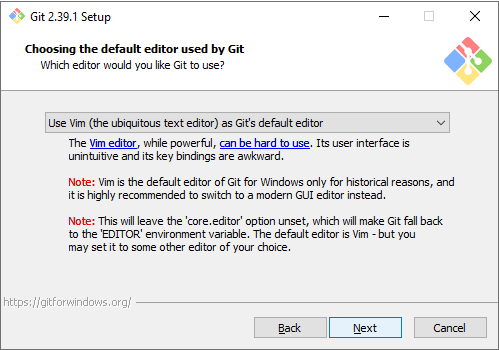 Git 2.39.1 Setup
Choosing the default editor used by Git
Which editor would you like Git to use?
Use Vim (the ubiquitous text editor) as Git's default editor
The Vim editor, while powerful, can be hard to use. Its user interface is
unintuitive and its key bindings are awkward.
Note: Vim is the default editor of Git for Windows only for historical reasons, and
it is highly recommended to switch to a modern GUI editor instead.
Note: This will leave the 'core.editor' option unset, which will make Git fall back
to the 'EDITOR' environment variable. The default editor is Vim - but you
may set it to some other editor of your choice.
https://gitforwindows.org/
Back Next Cancel